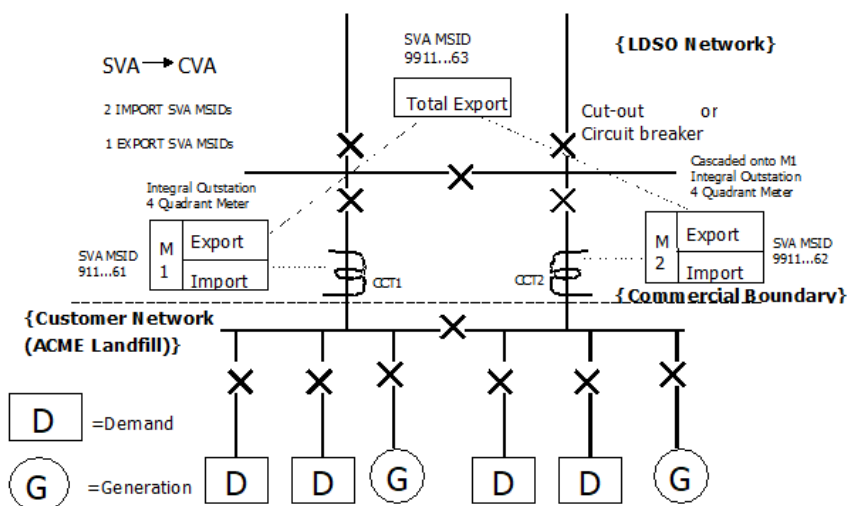 SVA → CVA
2 IMPORT SVA MSIDs
1 EXPORT SVA MSIDs
SVA MSID
9911...63
Total Export
{LDSO Network}
Cut-out or
Circuit breaker
Cascaded onto M1
Integral Outstation
4 Quadrant Meter
Integral Outstation
4 Quadrant Meter
SVA MSID
911...61
M
1
Export
Import
CCT1
CCT2
M
2
Export
Import
SVA MSID
9911...62
{Commercial Boundary}
{Customer Network
(ACME Landfill)}
D
=Demand
G
=Generation
D
D
G
D
D
G